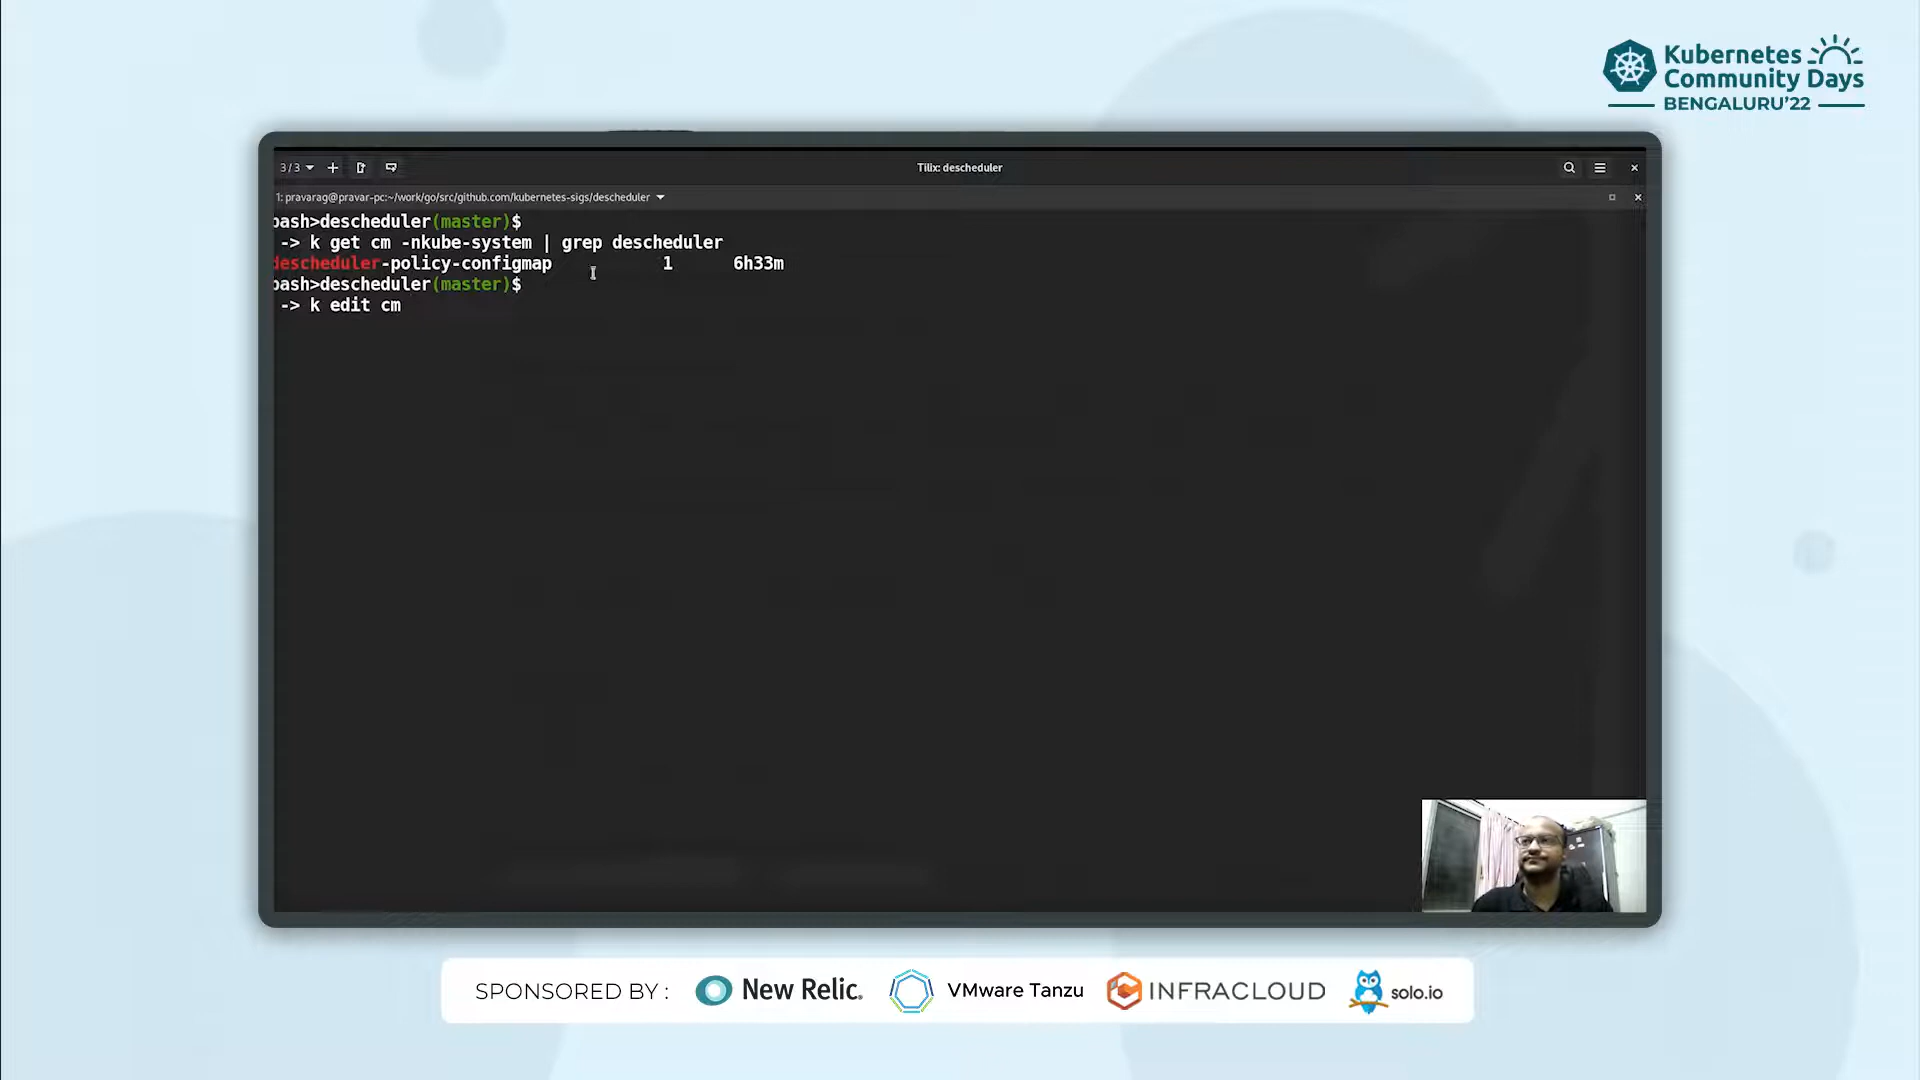 Kubernetes
Community Days
BENGALURU'22
3/3
Tilix: descheduler
1: pravarag@pravar-pc:~/work/go/src/github.com/kubernetes-sigs/descheduler
bash>descheduler(master)$
-> k get cm -nkube-system | grep descheduler
descheduler-policy-configmap 1 6h33m
bash>descheduler(master)$
-> k edit cm
SPONSORED BY : New Relic. VMware Tanzu INFRACLOUD solo.io